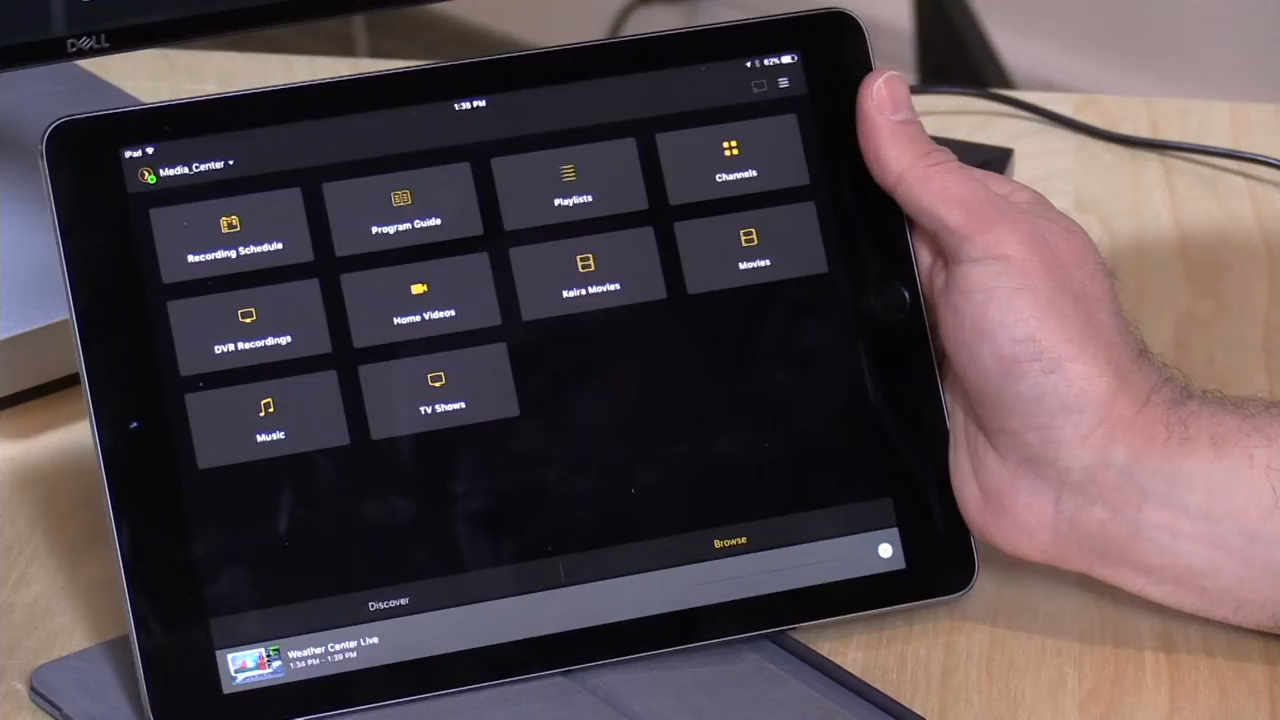 DELL
iPad
1:35 PM
62%
Media_Center
Recording Schedule
Program Guide
Playlists
Channels
DVR Recordings
Home Videos
Keira Movies
Movies
Music
TV Shows
Discover
Browse
Weather Center Live
1:34 PM - 1:39 PM